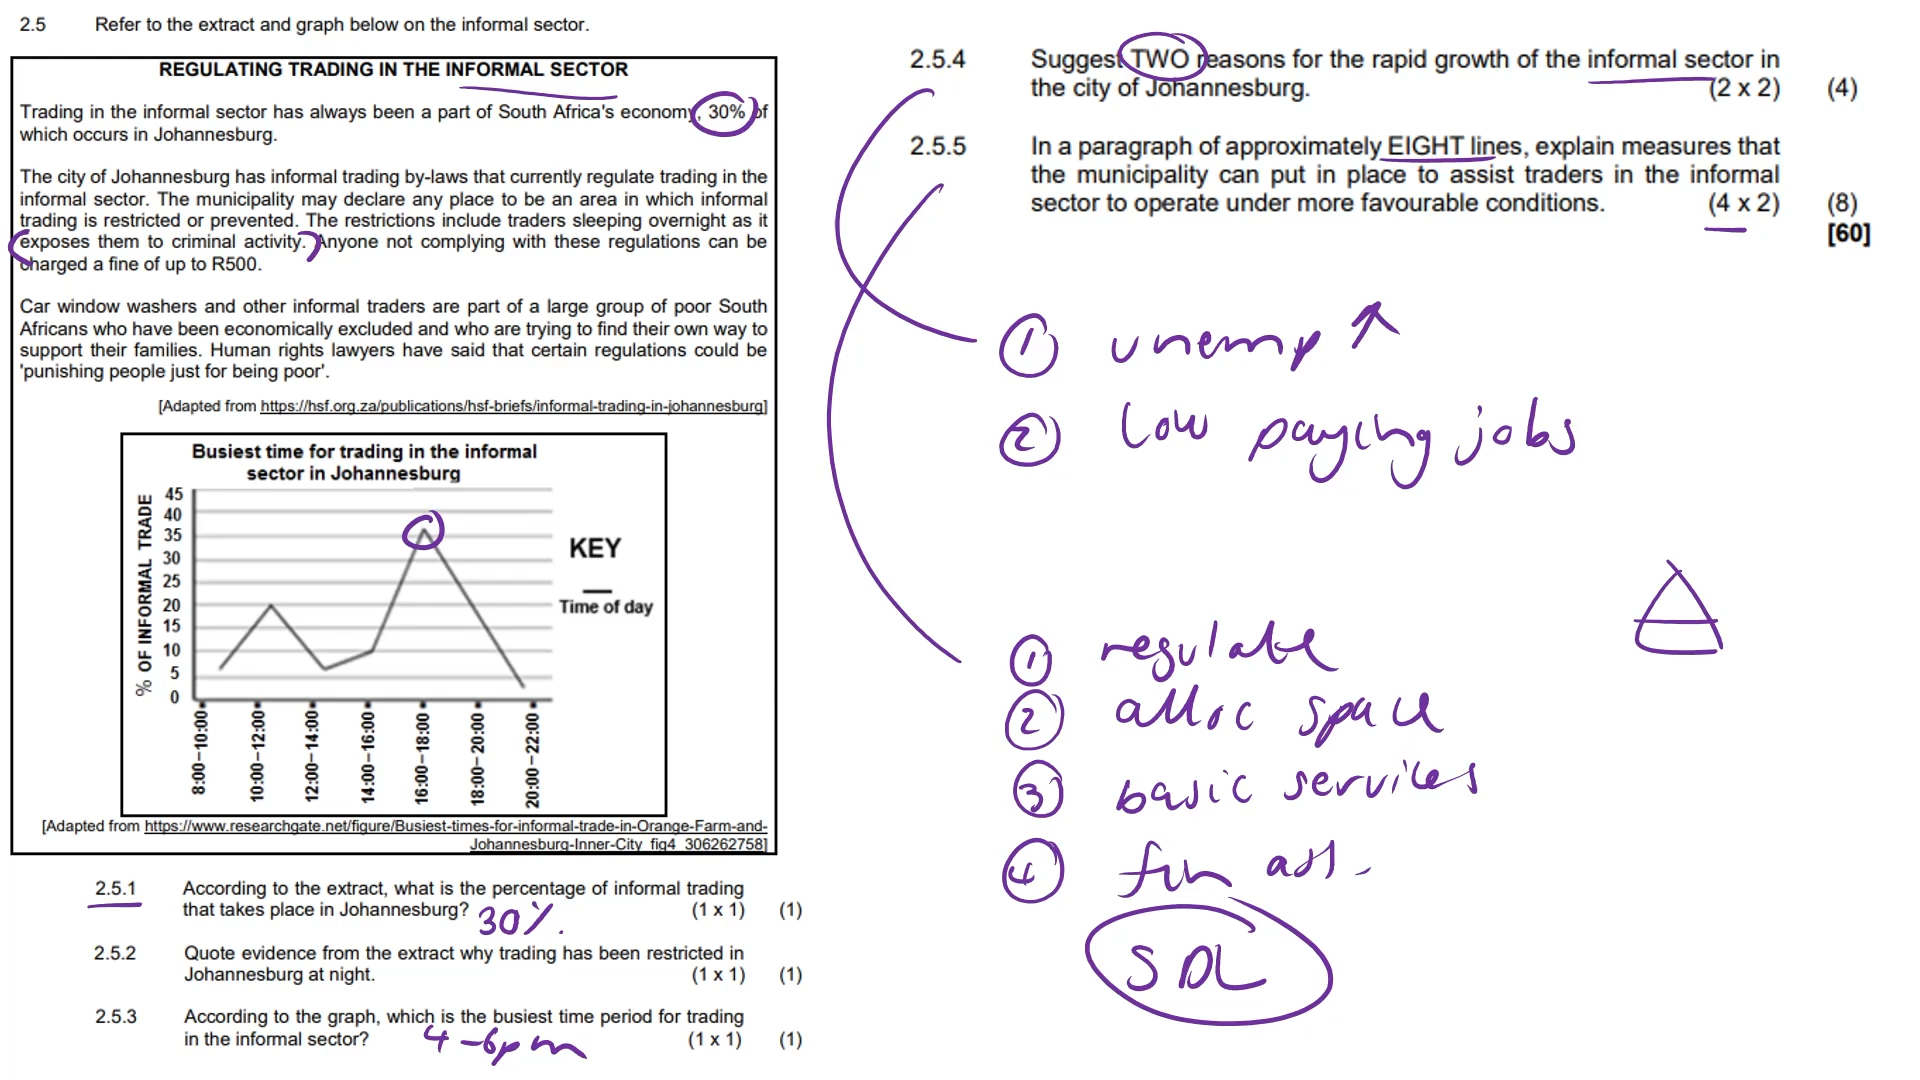 2.5 Refer to the extract and graph below on the informal sector.
REGULATING TRADING IN THE INFORMAL SECTOR
Trading in the informal sector has always been a part of South Africa's economy, 30% of
which occurs in Johannesburg.
The city of Johannesburg has informal trading by-laws that currently regulate trading in the
informal sector. The municipality may declare any place to be an area in which informal
trading is restricted or prevented. The restrictions include traders sleeping overnight as it
exposes them to criminal activity. Anyone not complying with these regulations can be
charged a fine of up to R500.
Car window washers and other informal traders are part of a large group of poor South
Africans who have been economically excluded and who are trying to find their own way to
support their families. Human rights lawyers have said that certain regulations could be
'punishing people just for being poor'.
[Adapted from https://hsf.org.za/publications/hsf-briefs/informal-trading-in-johannesburg]
Busiest time for trading in the informal
sector in Johannesburg
% OF INFORMAL TRADE
45
40
35
30
25
20
15
10
5
0
8:00–10:00
10:00–12:00
12:00–14:00
14:00–16:00
16:00–18:00
18:00–20:00
20:00–22:00
KEY
Time of day
[Adapted from https://www.researchgate.net/figure/Busiest-times-for-informal-trade-in-Orange-Farm-and-
Johannesburg-Inner-City_fig4_306262758]
2.5.1 According to the extract, what is the percentage of informal trading
that takes place in Johannesburg? 30%. (1 x 1) (1)
2.5.2 Quote evidence from the extract why trading has been restricted in
Johannesburg at night. (1 x 1) (1)
2.5.3 According to the graph, which is the busiest time period for trading
in the informal sector? 4-6pm (1 x 1) (1)
2.5.4 Suggest TWO reasons for the rapid growth of the informal sector in
the city of Johannesburg. (2 x 2) (4)
2.5.5 In a paragraph of approximately EIGHT lines, explain measures that
the municipality can put in place to assist traders in the informal
sector to operate under more favourable conditions. (4 x 2) (8)
[60]
1 unemp ↑
2 low paying jobs
1 regulate
2 alloc space
3 basic services
4 fin ass.
SDL